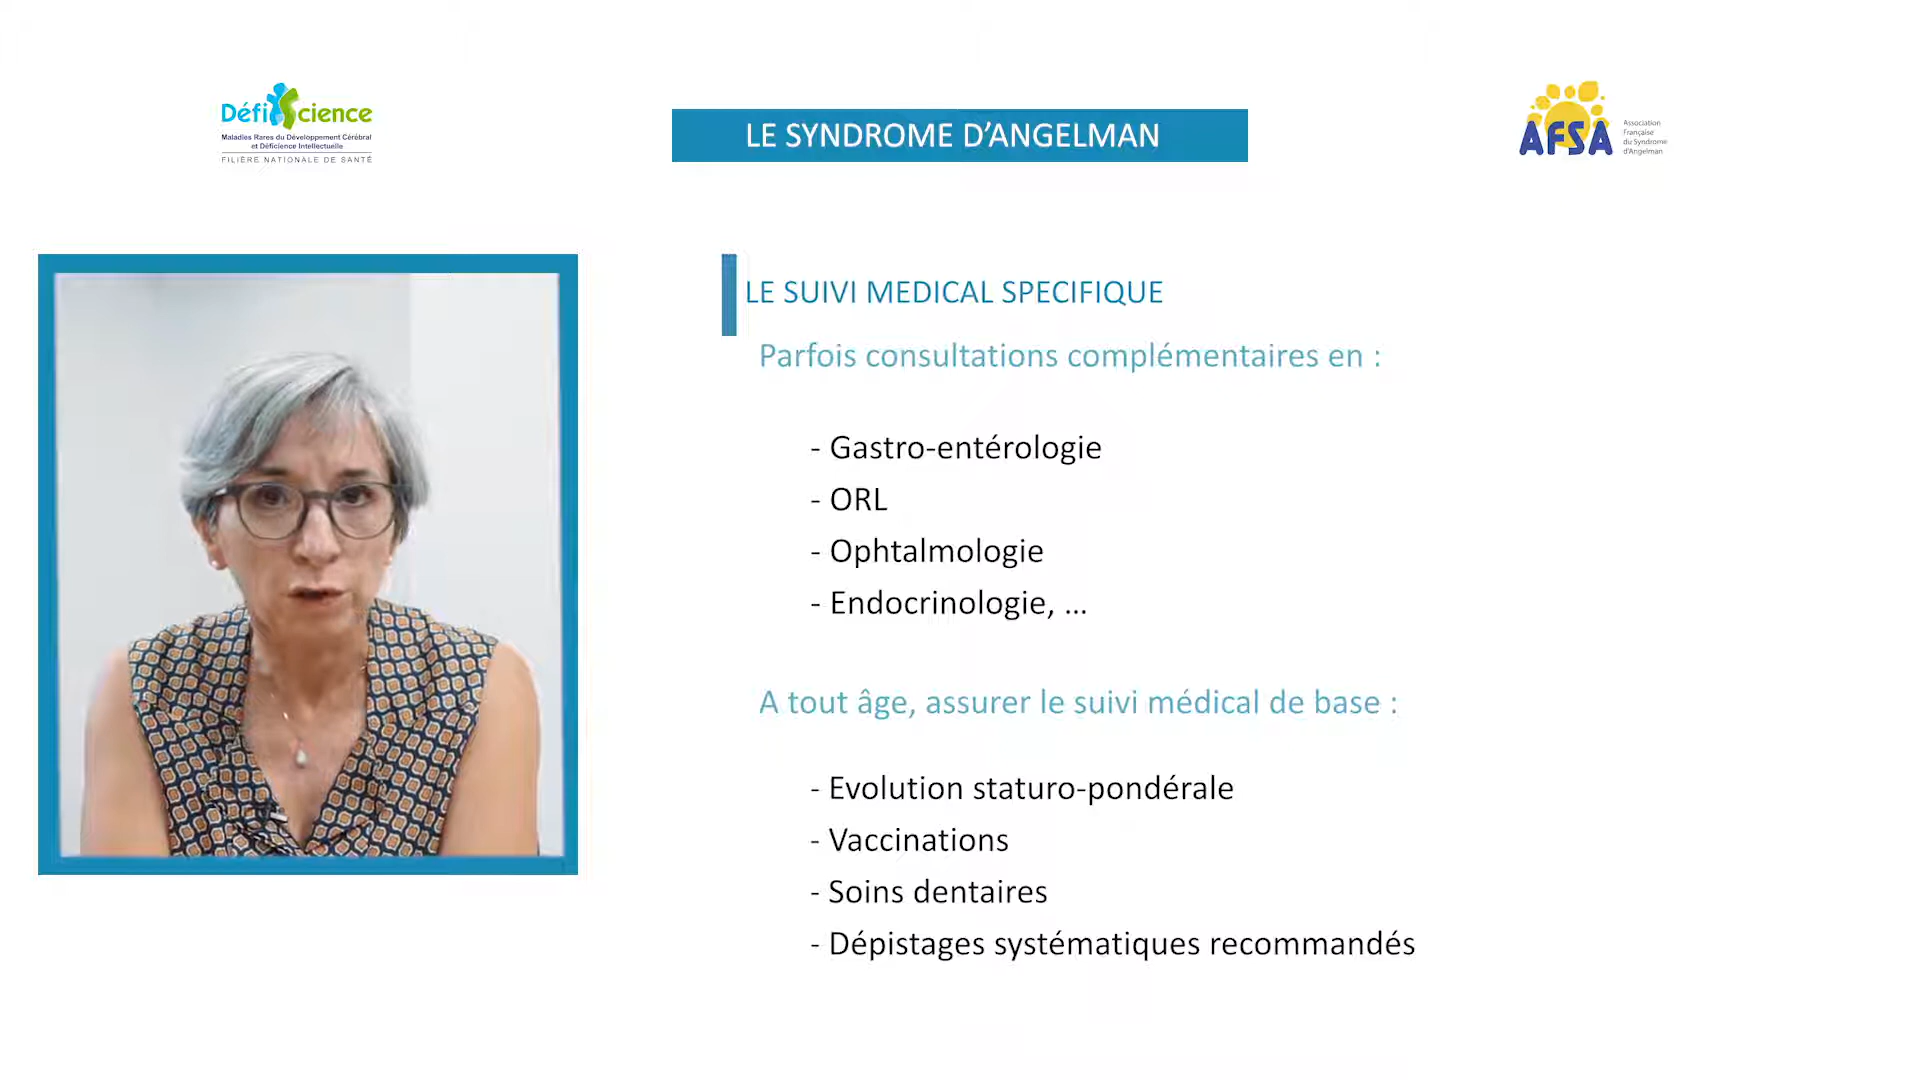 DéfiScience
Maladies Rares du Développement Cérébral
et Déficience Intellectuelle
FILIÈRE NATIONALE DE SANTÉ
LE SYNDROME D’ANGELMAN
AFSA
Association
Française
du Syndrome
d'Angelman
LE SUIVI MEDICAL SPECIFIQUE
Parfois consultations complémentaires en :
- Gastro-entérologie
- ORL
- Ophtalmologie
- Endocrinologie, ...
A tout âge, assurer le suivi médical de base :
- Evolution staturo-pondérale
- Vaccinations
- Soins dentaires
- Dépistages systématiques recommandés